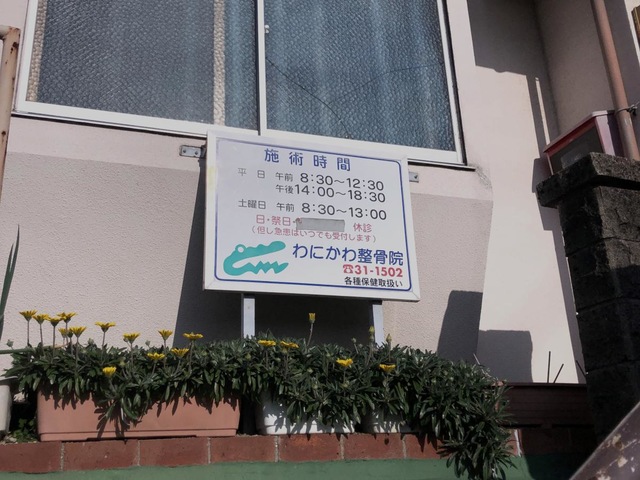 施術時間
平日 午前 8:30〜12:30
午後 14:00〜18:30
土曜日 午前 8:30〜13:00
日・祭日・ 休診
(但し急患はいつでも受付します)
わにかわ整骨院
☎31-1502
各種保健取扱い